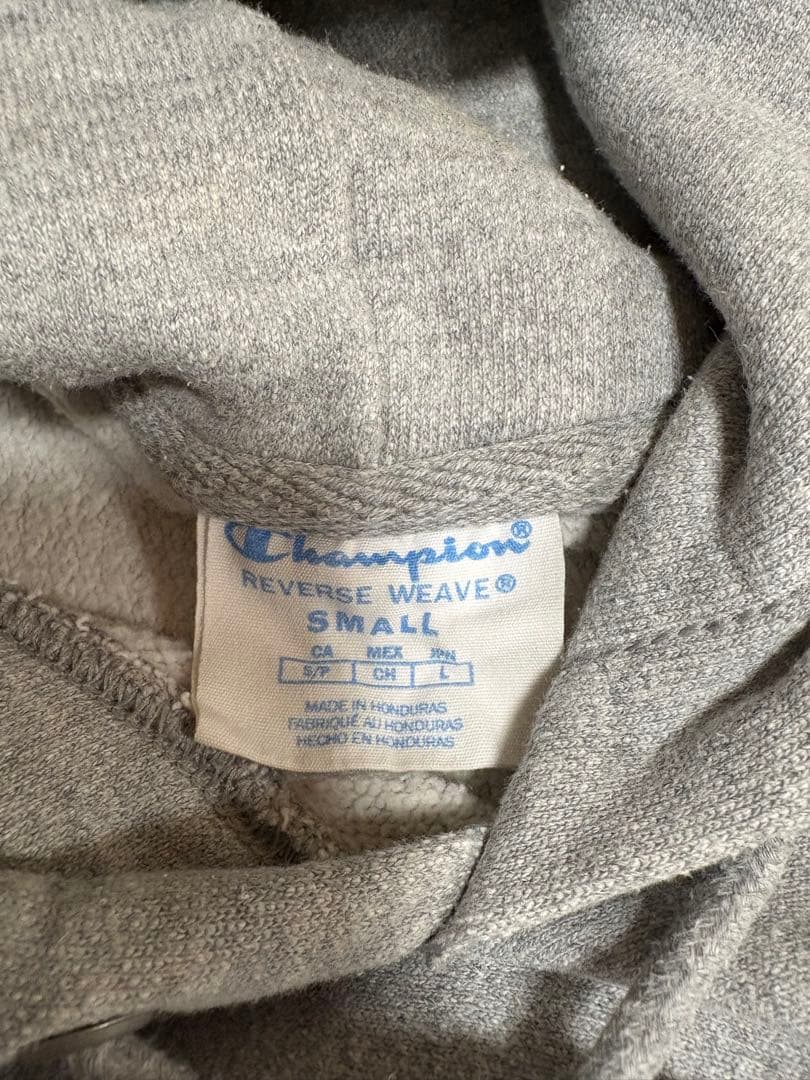 Champion®
REVERSE WEAVE®
SMALL
CA MEX JPN
S/P CH L
MADE IN HONDURAS
FABRIQUÉ AU HONDURAS
HECHO EN HONDURAS